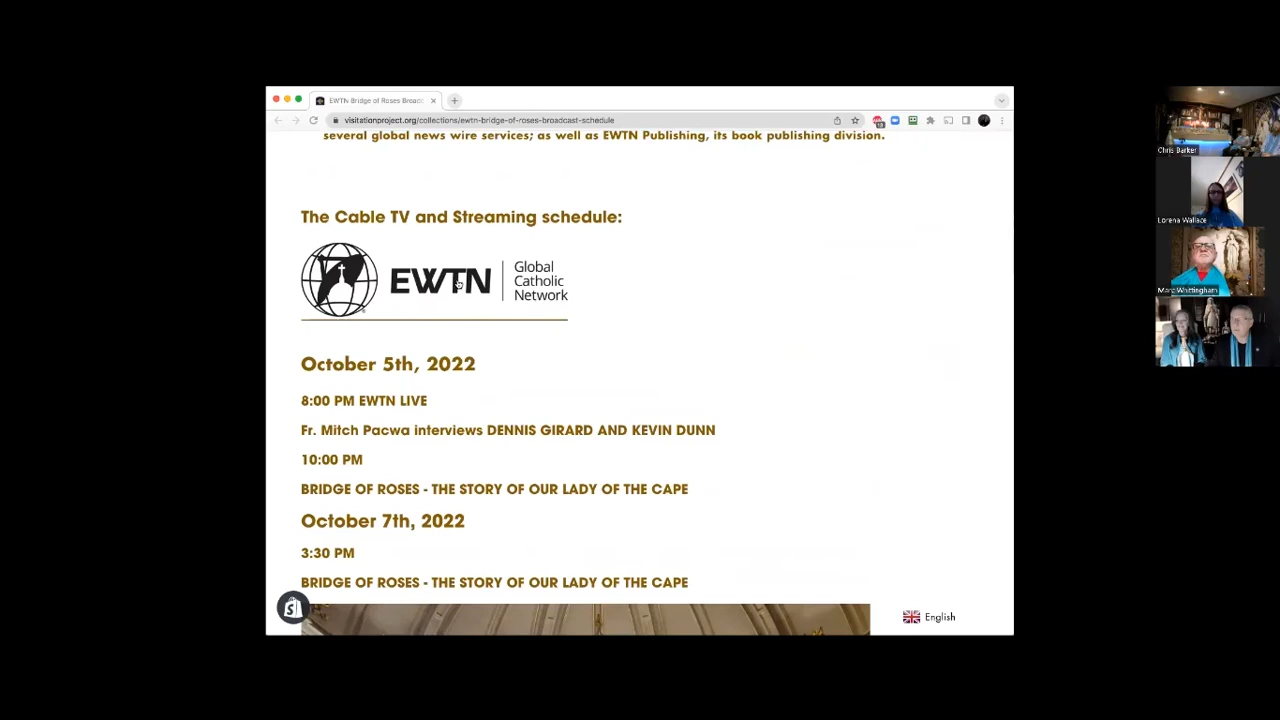 EWTN Bridge of Roses Broadc
visitationproject.org/collections/ewtn-bridge-of-roses-broadcast-schedule
several global news wire services; as well as EWTN Publishing, its book publishing division.
The Cable TV and Streaming schedule:
EWTN
Global
Catholic
Network
October 5th, 2022
8:00 PM EWTN LIVE
Fr. Mitch Pacwa interviews DENNIS GIRARD AND KEVIN DUNN
10:00 PM
BRIDGE OF ROSES - THE STORY OF OUR LADY OF THE CAPE
October 7th, 2022
3:30 PM
BRIDGE OF ROSES - THE STORY OF OUR LADY OF THE CAPE
English
Chris Barker
Lorena Wallace
Mary Whittingham